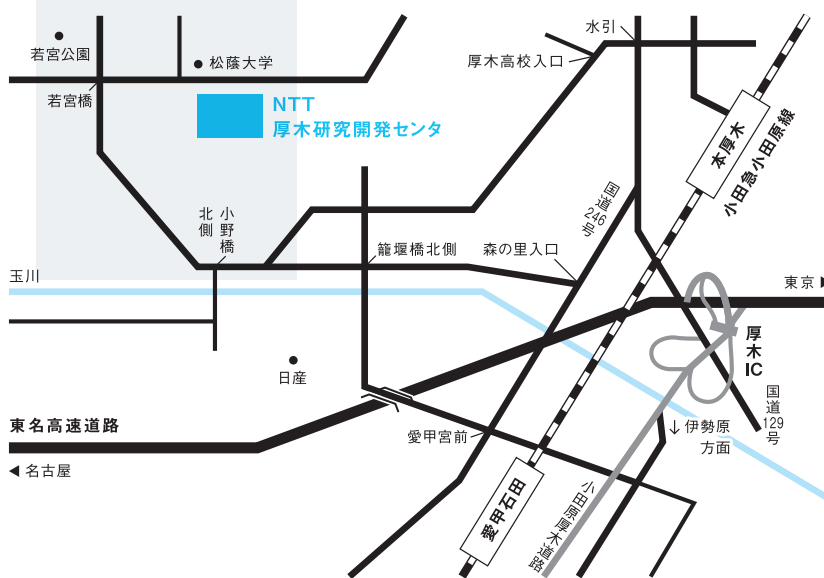 水引
若宮公園
松蔭大学
厚木高校入口
若宮橋
NTT
厚木研究開発センタ
本厚木
小田急小田原線
国道246号
小野橋
北側
籠堰橋北側
森の里入口
玉川
東京 ▶
厚木IC
日産
国道129号
東名高速道路
愛甲宮前
↓ 伊勢原
方面
◀ 名古屋
愛甲石田
小田原厚木道路